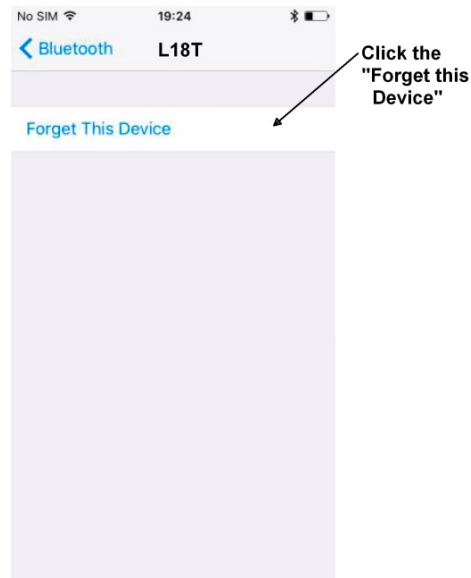 No SIM 19:24
Bluetooth L18T
Click the
"Forget this
Device"
Forget This Device